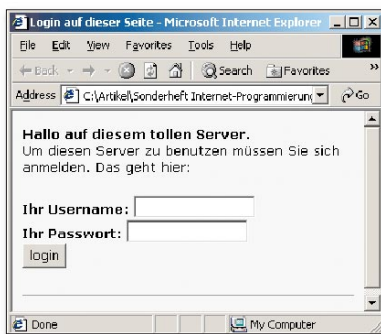 Login auf dieser Seite - Microsoft Internet Explorer
File Edit View Favorites Tools Help
Back Search Favorites »
Address C:\Artikel\Sonderheft Internet-Programmierung Go
Hallo auf diesem tollen Server.
Um diesen Server zu benutzen müssen Sie sich
anmelden. Das geht hier:
Ihr Username:
Ihr Passwort:
login
Done My Computer